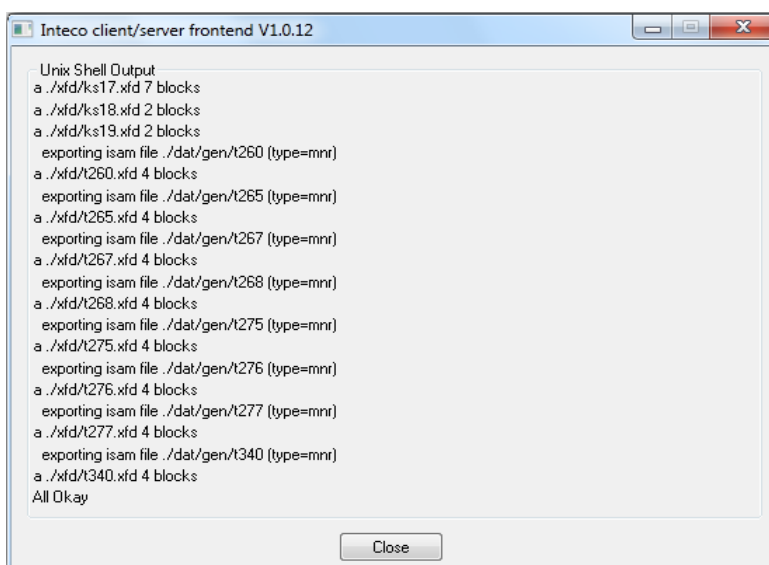 Inteco client/server frontend V1.0.12
Unix Shell Output
a ./xfd/ks17.xfd 7 blocks
a ./xfd/ks18.xfd 2 blocks
a ./xfd/ks19.xfd 2 blocks
exporting isam file ./dat/gen/t260 (type=mnr)
a ./xfd/t260.xfd 4 blocks
exporting isam file ./dat/gen/t265 (type=mnr)
a ./xfd/t265.xfd 4 blocks
exporting isam file ./dat/gen/t267 (type=mnr)
a ./xfd/t267.xfd 4 blocks
exporting isam file ./dat/gen/t268 (type=mnr)
a ./xfd/t268.xfd 4 blocks
exporting isam file ./dat/gen/t275 (type=mnr)
a ./xfd/t275.xfd 4 blocks
exporting isam file ./dat/gen/t276 (type=mnr)
a ./xfd/t276.xfd 4 blocks
exporting isam file ./dat/gen/t277 (type=mnr)
a ./xfd/t277.xfd 4 blocks
exporting isam file ./dat/gen/t340 (type=mnr)
a ./xfd/t340.xfd 4 blocks
All Okay
Close